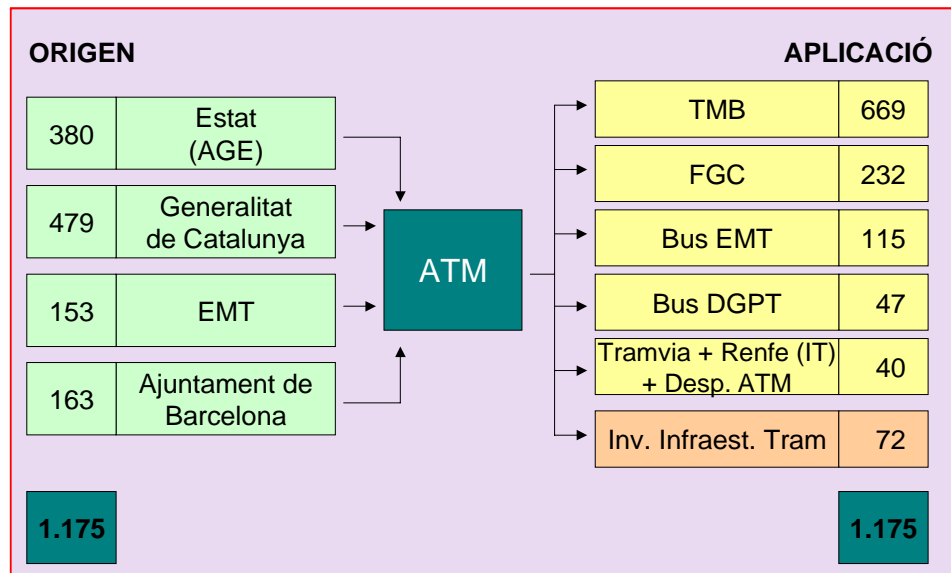 ORIGEN
APLICACIÓ
380
Estat
(AGE)
479
Generalitat
de Catalunya
153
EMT
163
Ajuntament de
Barcelona
ATM
TMB
669
FGC
232
Bus EMT
115
Bus DGPT
47
Tramvia + Renfe (IT)
+ Desp. ATM
40
Inv. Infraest. Tram
72
1.175
1.175